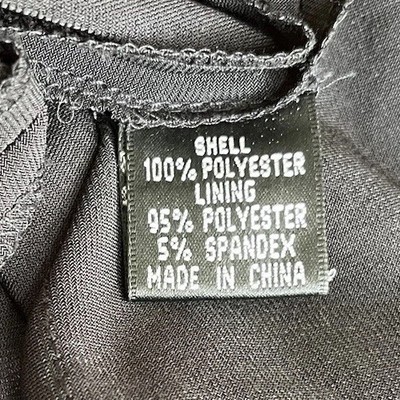 SHELL
100% POLYESTER
LINING
95% POLYESTER
5% SPANDEX
MADE IN CHINA